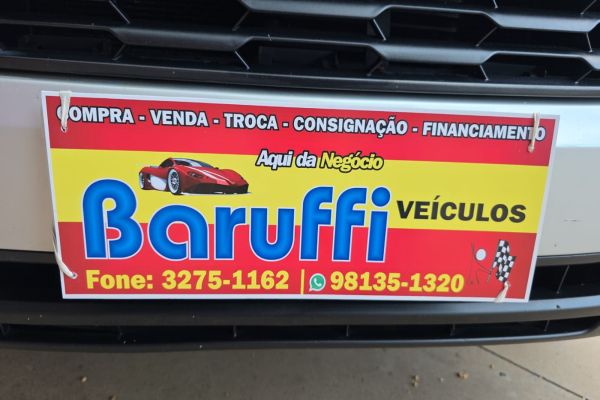 COMPRA - VENDA - TROCA - CONSIGNAÇÃO - FINANCIAMENTO
Aqui da Negócio
Baruffi VEÍCULOS
Fone: 3275-1162 | 98135-1320